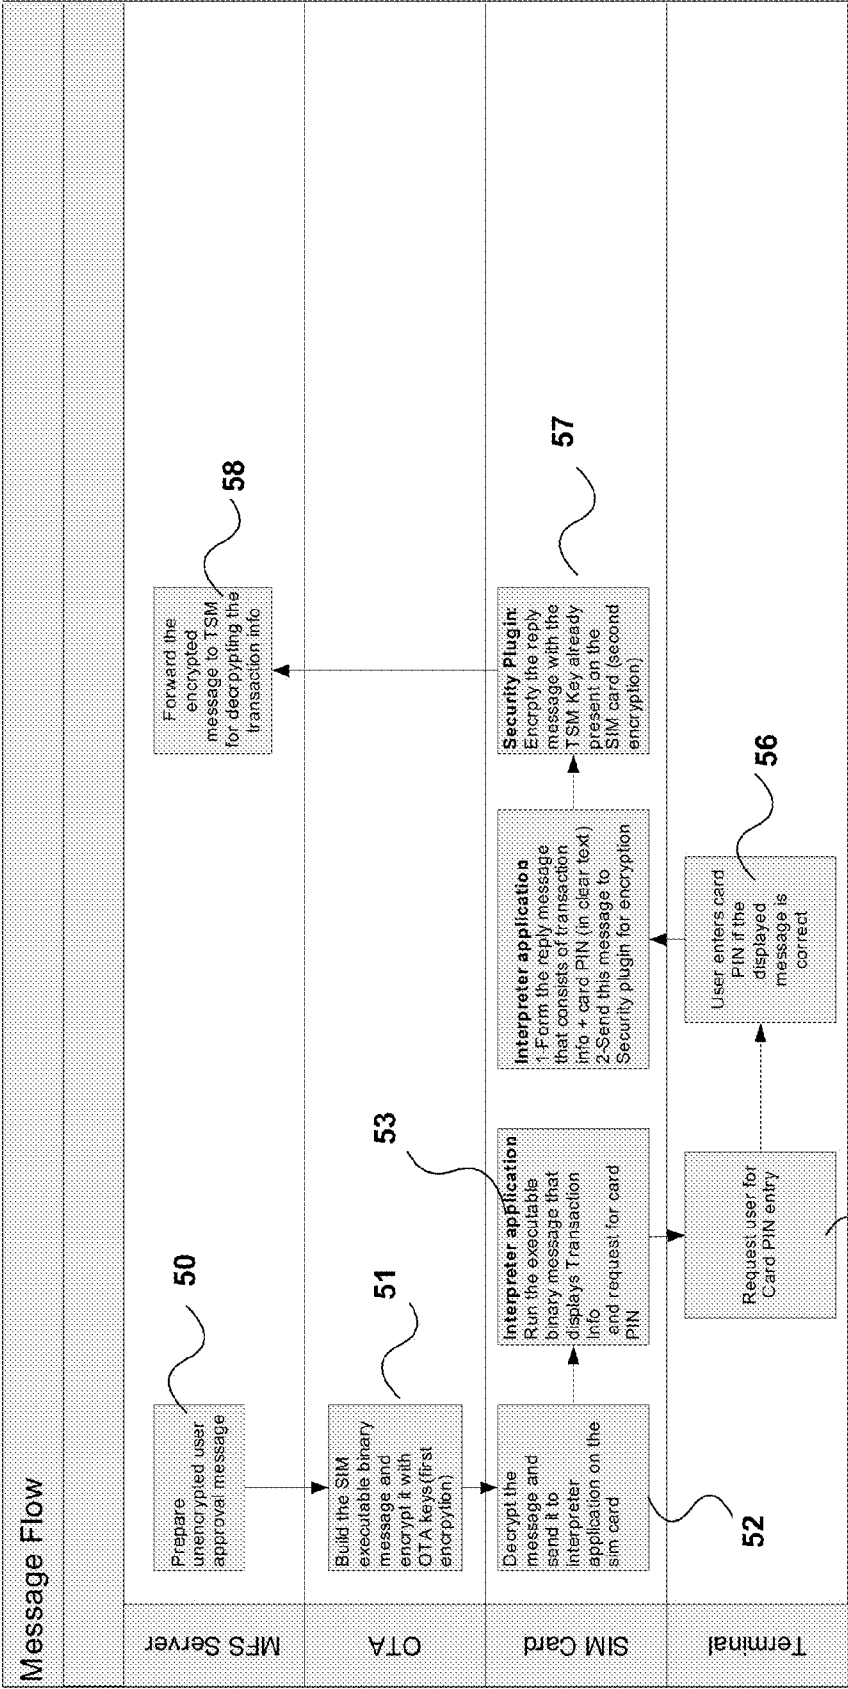 Message Flow
MFS Server
Prepare
unencrypted user
approval message
50
Forward the
encrypted
message to TSM
for decrpypting the
transaction info
58
OTA
Build the SIM
executable binary
message and
encrypt it with
OTA keys(first
encrpytion)
51
SIM Card
Decrypt the
message and
send it to
interpreter
application on the
sim card
52
Interpreter application
Run the executable
binary message that
displays Transaction
Info
and request for card
PIN
53
Interpreter application
1-Form the reply message
that consists of transaction
info + card PIN (in clear text)
2-Send this message to
Security plugin for encryption
Security Plugin:
Encrpty the reply
message with the
TSM Key already
present on the
SIM card (second
encryption)
57
Terminal
Request user for
Card PIN entry
User enters card
PIN if the
displayed
message is
correct
56